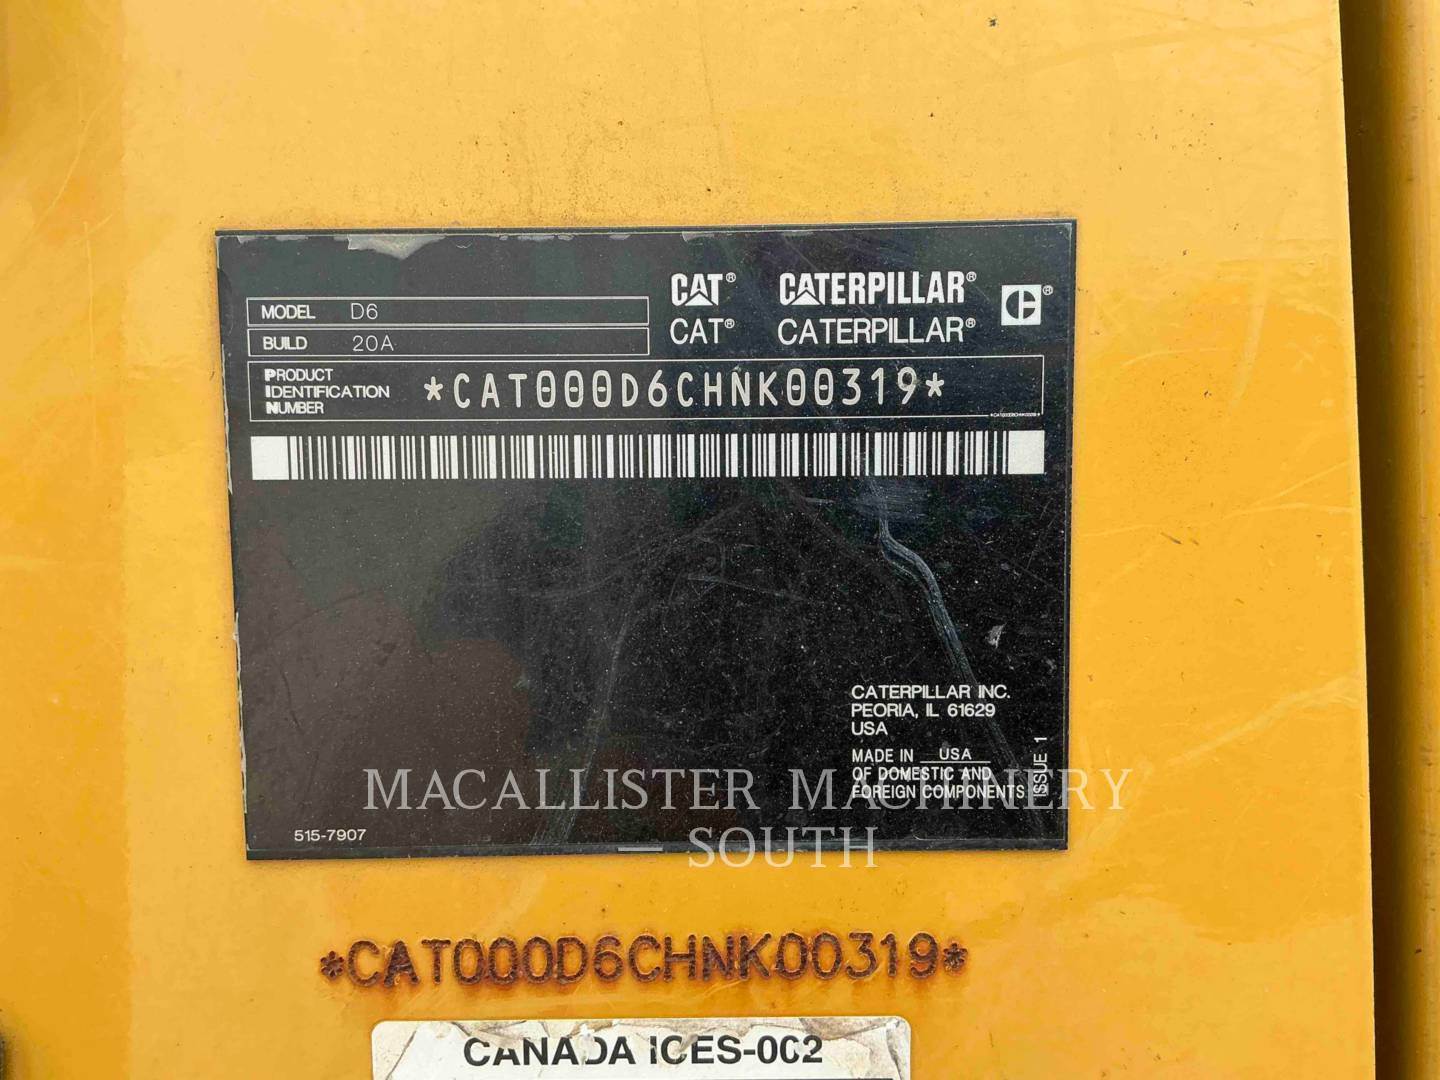 CAT® CATERPILLAR® ®
MODEL D6
CAT® CATERPILLAR®
BUILD 20A
PRODUCT
IDENTIFICATION
NUMBER
*CAT000D6CHNK00319*
*CAT000D6CHNK00319*
CATERPILLAR INC.
PEORIA, IL 61629
USA
MADE IN USA
OF DOMESTIC AND
FOREIGN COMPONENTS
ISSUE 1
515-7907
MACALLISTER MACHINERY
— SOUTH
*CAT000D6CHNK00319*
CANADA ICES-002